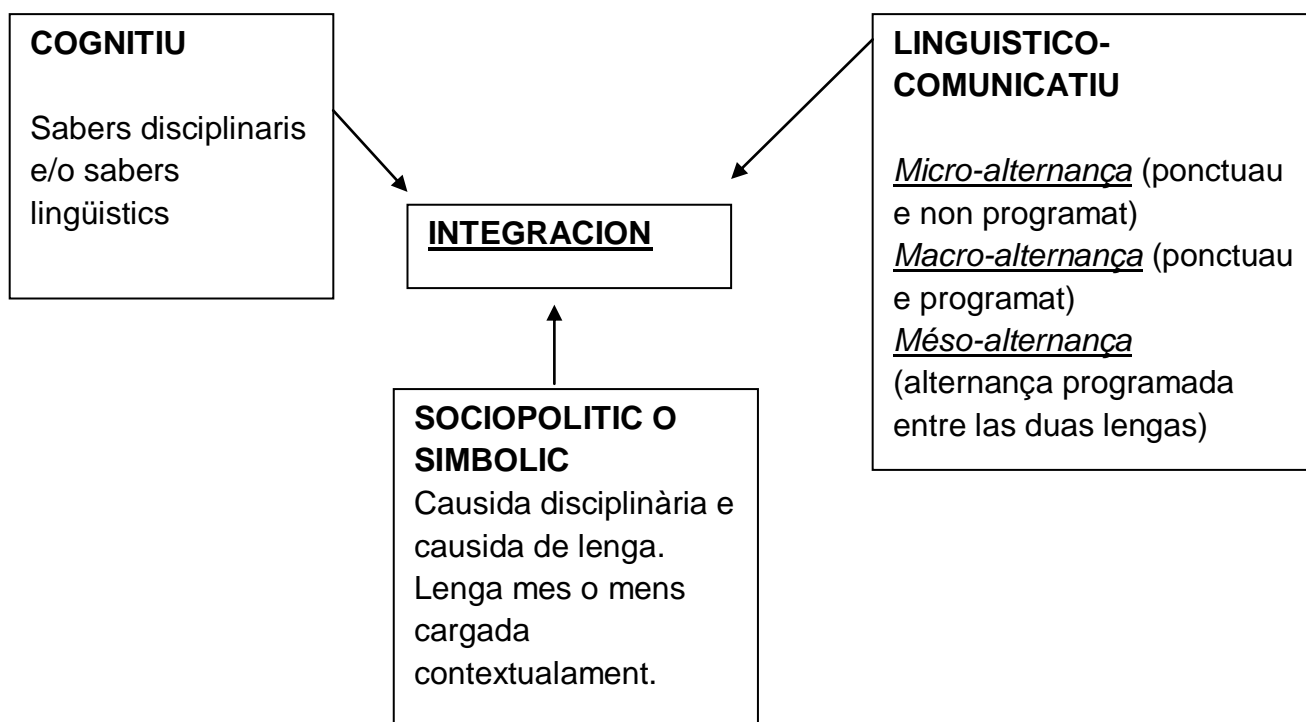 COGNITIU
Sabers disciplinaris
e/o sabers
lingüistics
LINGUISTICO-
COMUNICATIU
Micro-alternança (ponctuau
e non programat)
Macro-alternança (ponctuau
e programat)
Méso-alternança
(alternança programada
entre las duas lengas)
INTEGRACION
SOCIOPOLITIC O
SIMBOLIC
Causida disciplinària e
causida de lenga.
Lenga mes o mens
cargada
contextualament.